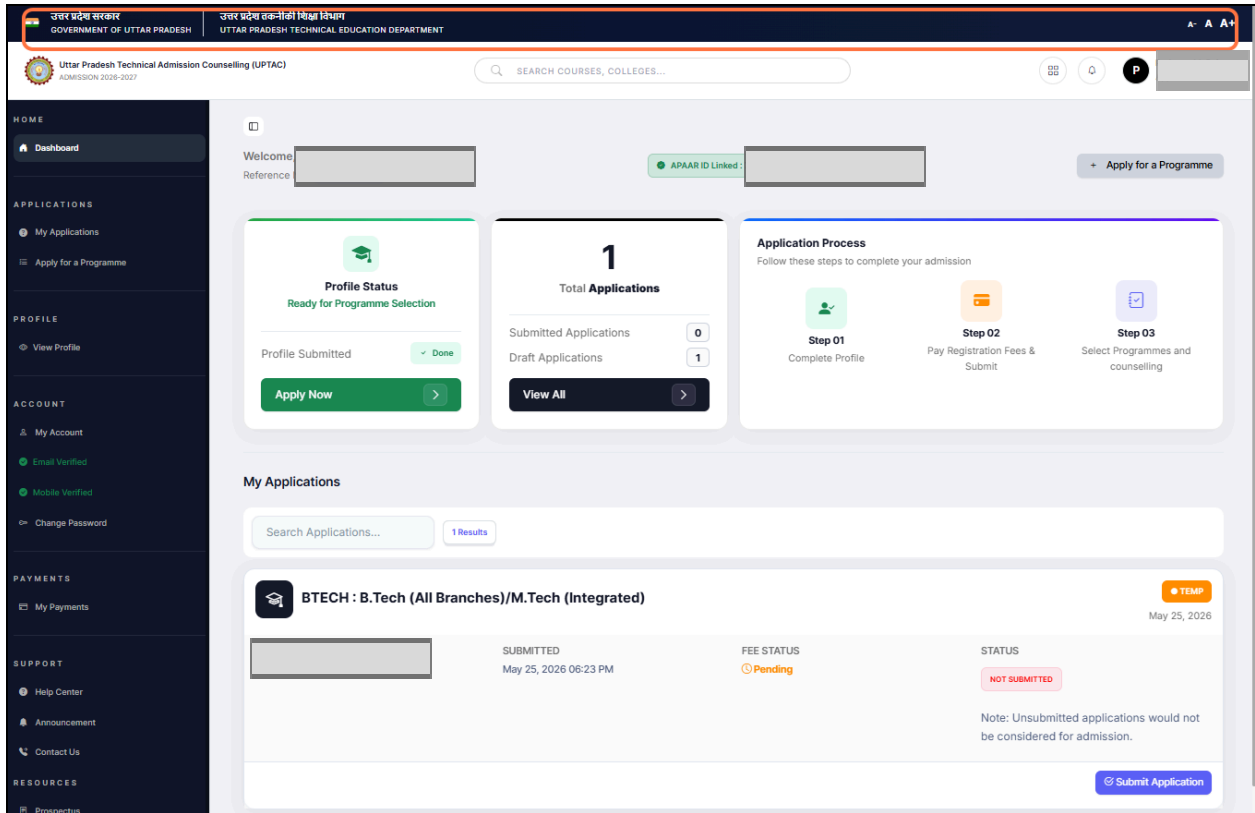 उत्तर प्रदेश सरकार
GOVERNMENT OF UTTAR PRADESH
उत्तर प्रदेश तकनीकी शिक्षा विभाग
UTTAR PRADESH TECHNICAL EDUCATION DEPARTMENT
A- A A+
Uttar Pradesh Technical Admission Counselling (UPTAC)
ADMISSION 2026-2027
SEARCH COURSES, COLLEGES...
P
HOME
Dashboard
APPLICATIONS
My Applications
Apply for a Programme
PROFILE
View Profile
ACCOUNT
My Account
Email Verified
Mobile Verified
Change Password
PAYMENTS
My Payments
SUPPORT
Help Center
Announcement
Contact Us
RESOURCES
Prospectus
Welcome,
Reference
APAAR ID Linked :
+ Apply for a Programme
Profile Status
Ready for Programme Selection
Profile Submitted
Done
Apply Now
1
Total Applications
Submitted Applications 0
Draft Applications 1
View All
Application Process
Follow these steps to complete your admission
Step 01
Complete Profile
Step 02
Pay Registration Fees &
Submit
Step 03
Select Programmes and
counselling
My Applications
Search Applications...
1 Results
BTECH : B.Tech (All Branches)/M.Tech (Integrated)
TEMP
May 25, 2026
SUBMITTED
May 25, 2026 06:23 PM
FEE STATUS
Pending
STATUS
NOT SUBMITTED
Note: Unsubmitted applications would not
be considered for admission.
Submit Application